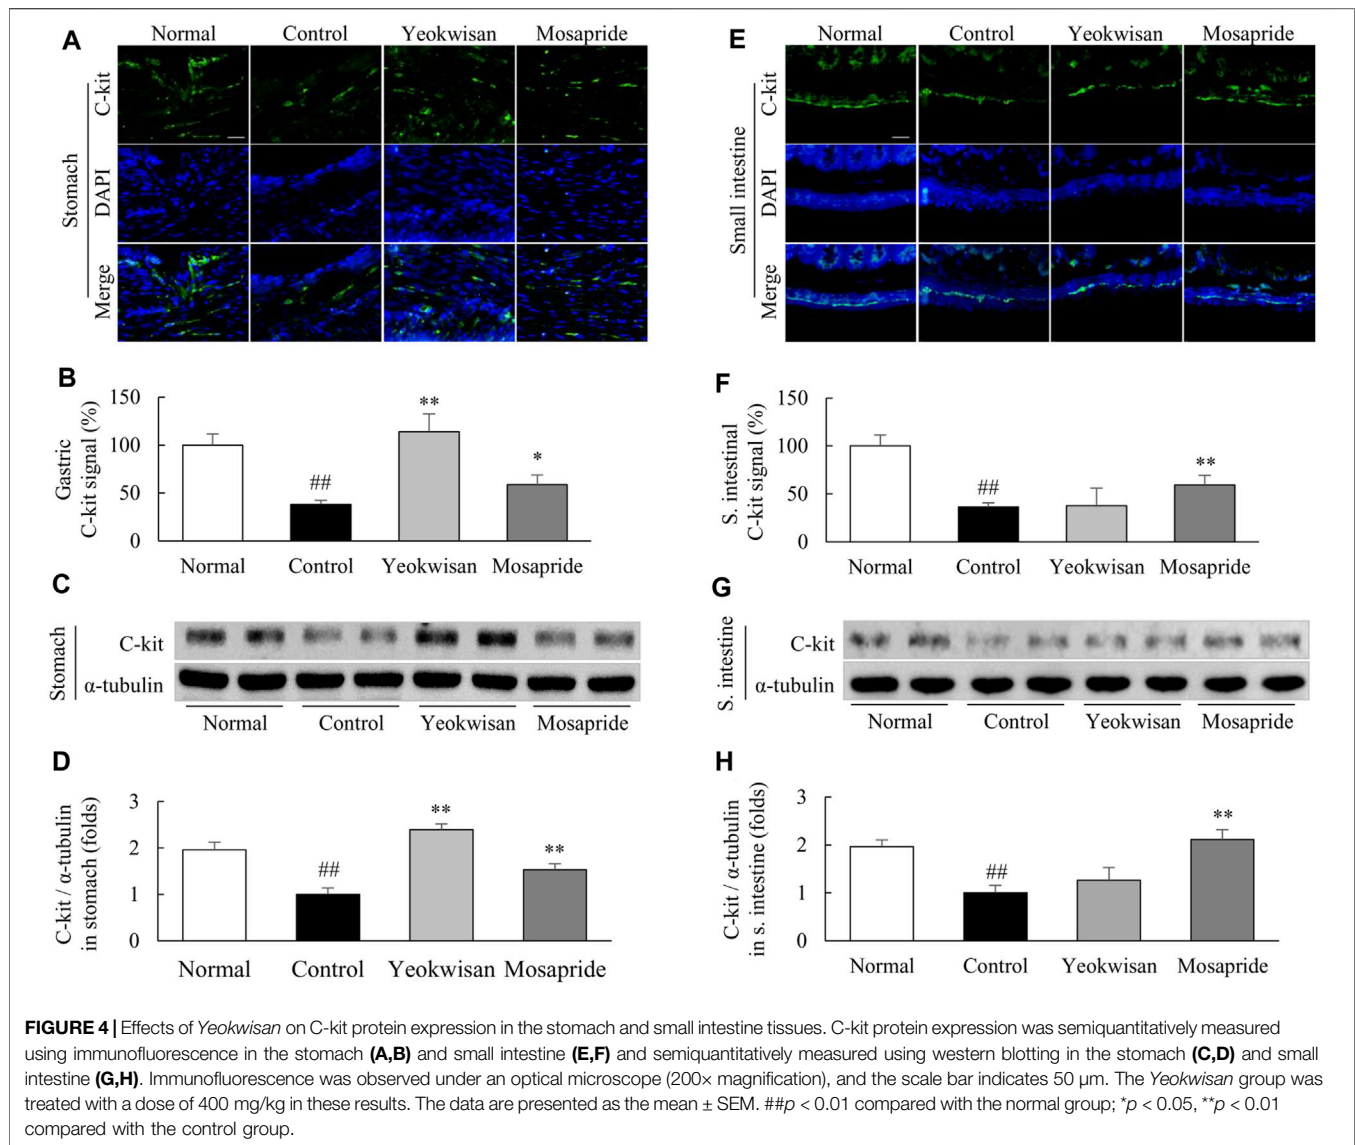 A
Normal Control Yeokwisan Mosapride
Stomach
C-kit
DAPI
Merge
B
Gastric
C-kit signal (%)
150
100
50
0
##
**
*
Normal Control Yeokwisan Mosapride
C
Stomach
C-kit
α-tubulin
Normal Control Yeokwisan Mosapride
D
C-kit / α-tubulin
in stomach (folds)
3
2
1
0
##
**
**
Normal Control Yeokwisan Mosapride
E
Normal Control Yeokwisan Mosapride
Small intestine
C-kit
DAPI
Merge
F
S. intestinal
C-kit signal (%)
150
100
50
0
##
**
Normal Control Yeokwisan Mosapride
G
S. intestine
C-kit
α-tubulin
Normal Control Yeokwisan Mosapride
H
C-kit / α-tubulin
in s. intestine (folds)
3
2
1
0
##
**
Normal Control Yeokwisan Mosapride
FIGURE 4 | Effects of Yeokwisan on C-kit protein expression in the stomach and small intestine tissues. C-kit protein expression was semiquantitatively measured
using immunofluorescence in the stomach (A,B) and small intestine (E,F) and semiquantitatively measured using western blotting in the stomach (C,D) and small
intestine (G,H). Immunofluorescence was observed under an optical microscope (200× magnification), and the scale bar indicates 50 μm. The Yeokwisan group was
treated with a dose of 400 mg/kg in these results. The data are presented as the mean ± SEM. ##p < 0.01 compared with the normal group; *p < 0.05, **p < 0.01
compared with the control group.